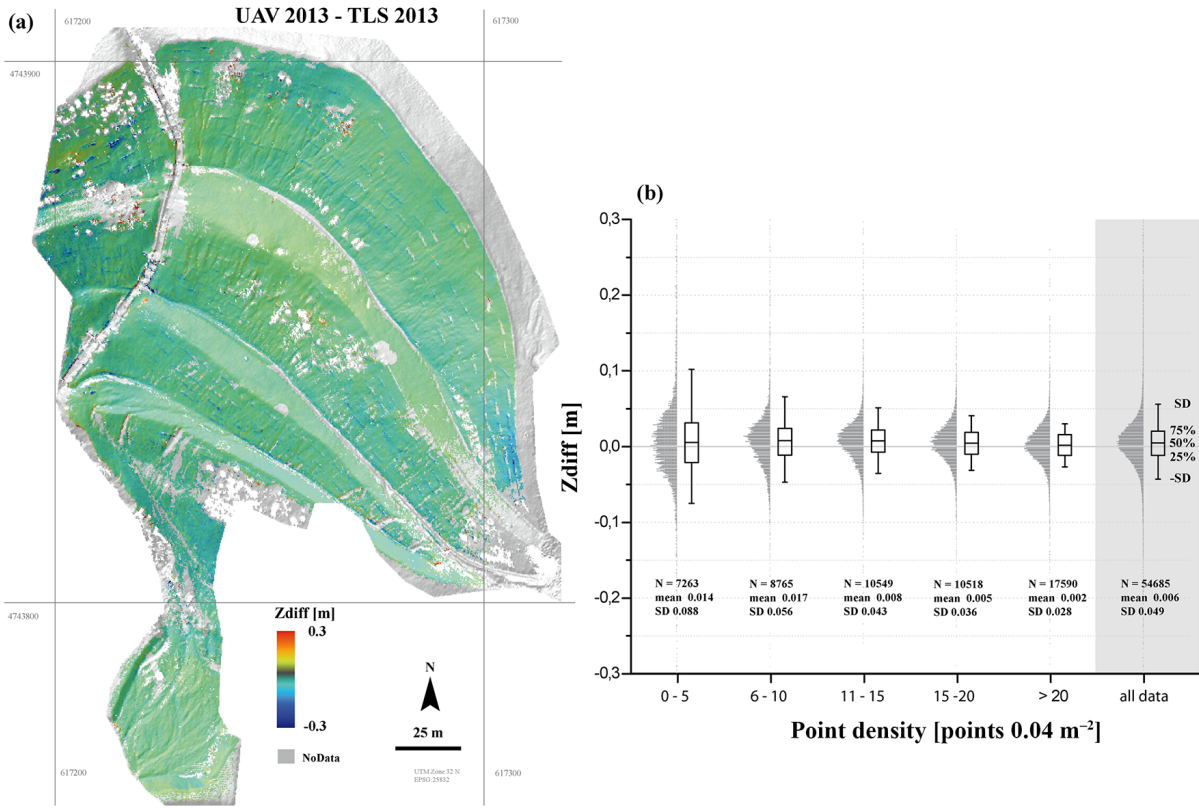 (a)
UAV 2013 - TLS 2013
617200
617300
4743900
4743800
Zdiff [m]
0.3
-0.3
NoData
N
25 m
UTM Zone 32 N
EPSG:25832
617200
617300
(b)
Zdiff [m]
0,3
0,2
0,1
0,0
-0,1
-0,2
-0,3
SD
75%
50%
25%
-SD
N = 7263
mean 0.014
SD 0.088
N = 8765
mean 0.017
SD 0.056
N = 10549
mean 0.008
SD 0.043
N = 10518
mean 0.005
SD 0.036
N = 17590
mean 0.002
SD 0.028
N = 54685
mean 0.006
SD 0.049
0 - 5
6 - 10
11 - 15
15 - 20
> 20
all data
Point density [points 0.04 m⁻²]